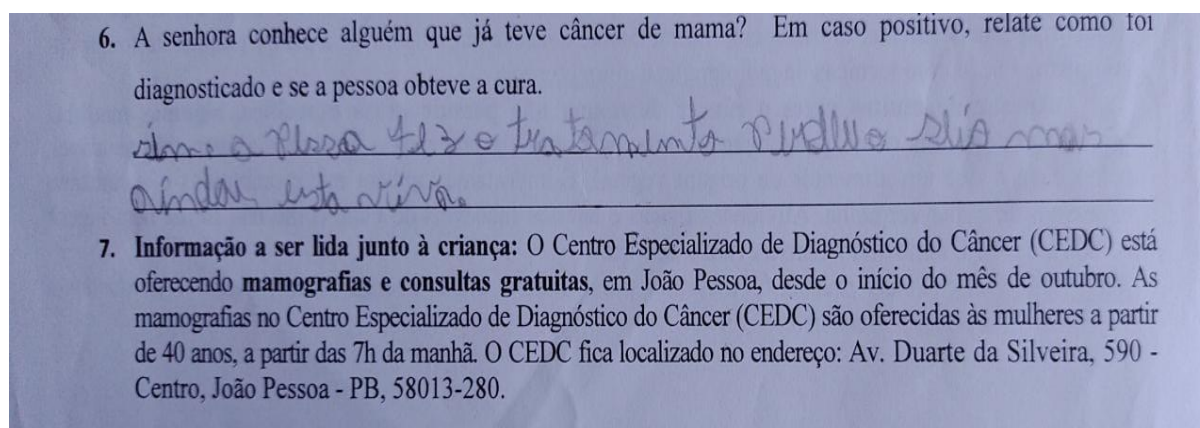 6. A senhora conhece alguém que já teve câncer de mama? Em caso positivo, relate como foi
diagnosticado e se a pessoa obteve a cura.
sim a pessoa fez o tratamento perdeu o seio mas
ainda esta viva.
7. Informação a ser lida junto à criança: O Centro Especializado de Diagnóstico do Câncer (CEDC) está
oferecendo mamografias e consultas gratuitas, em João Pessoa, desde o início do mês de outubro. As
mamografias no Centro Especializado de Diagnóstico do Câncer (CEDC) são oferecidas às mulheres a partir
de 40 anos, a partir das 7h da manhã. O CEDC fica localizado no endereço: Av. Duarte da Silveira, 590 -
Centro, João Pessoa - PB, 58013-280.